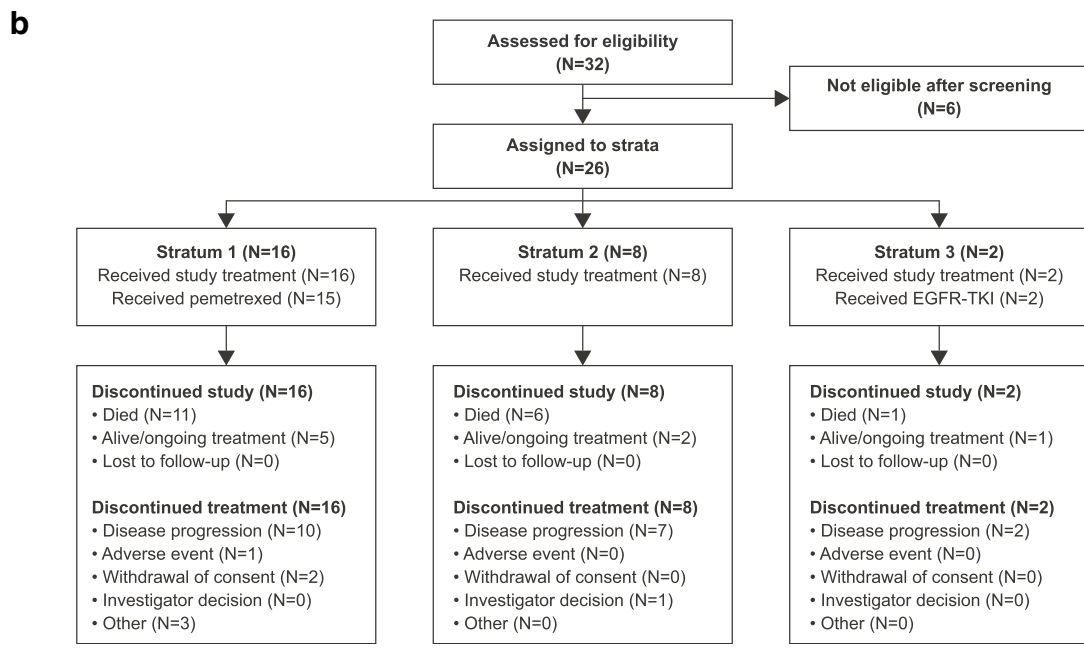 b
Assessed for eligibility
(N=32)
Not eligible after screening
(N=6)
Assigned to strata
(N=26)
Stratum 1 (N=16)
Received study treatment (N=16)
Received pemetrexed (N=15)
Stratum 2 (N=8)
Received study treatment (N=8)
Stratum 3 (N=2)
Received study treatment (N=2)
Received EGFR-TKI (N=2)
Discontinued study (N=16)
• Died (N=11)
• Alive/ongoing treatment (N=5)
• Lost to follow-up (N=0)
Discontinued treatment (N=16)
• Disease progression (N=10)
• Adverse event (N=1)
• Withdrawal of consent (N=2)
• Investigator decision (N=0)
• Other (N=3)
Discontinued study (N=8)
• Died (N=6)
• Alive/ongoing treatment (N=2)
• Lost to follow-up (N=0)
Discontinued treatment (N=8)
• Disease progression (N=7)
• Adverse event (N=0)
• Withdrawal of consent (N=0)
• Investigator decision (N=1)
• Other (N=0)
Discontinued study (N=2)
• Died (N=1)
• Alive/ongoing treatment (N=1)
• Lost to follow-up (N=0)
Discontinued treatment (N=2)
• Disease progression (N=2)
• Adverse event (N=0)
• Withdrawal of consent (N=0)
• Investigator decision (N=0)
• Other (N=0)